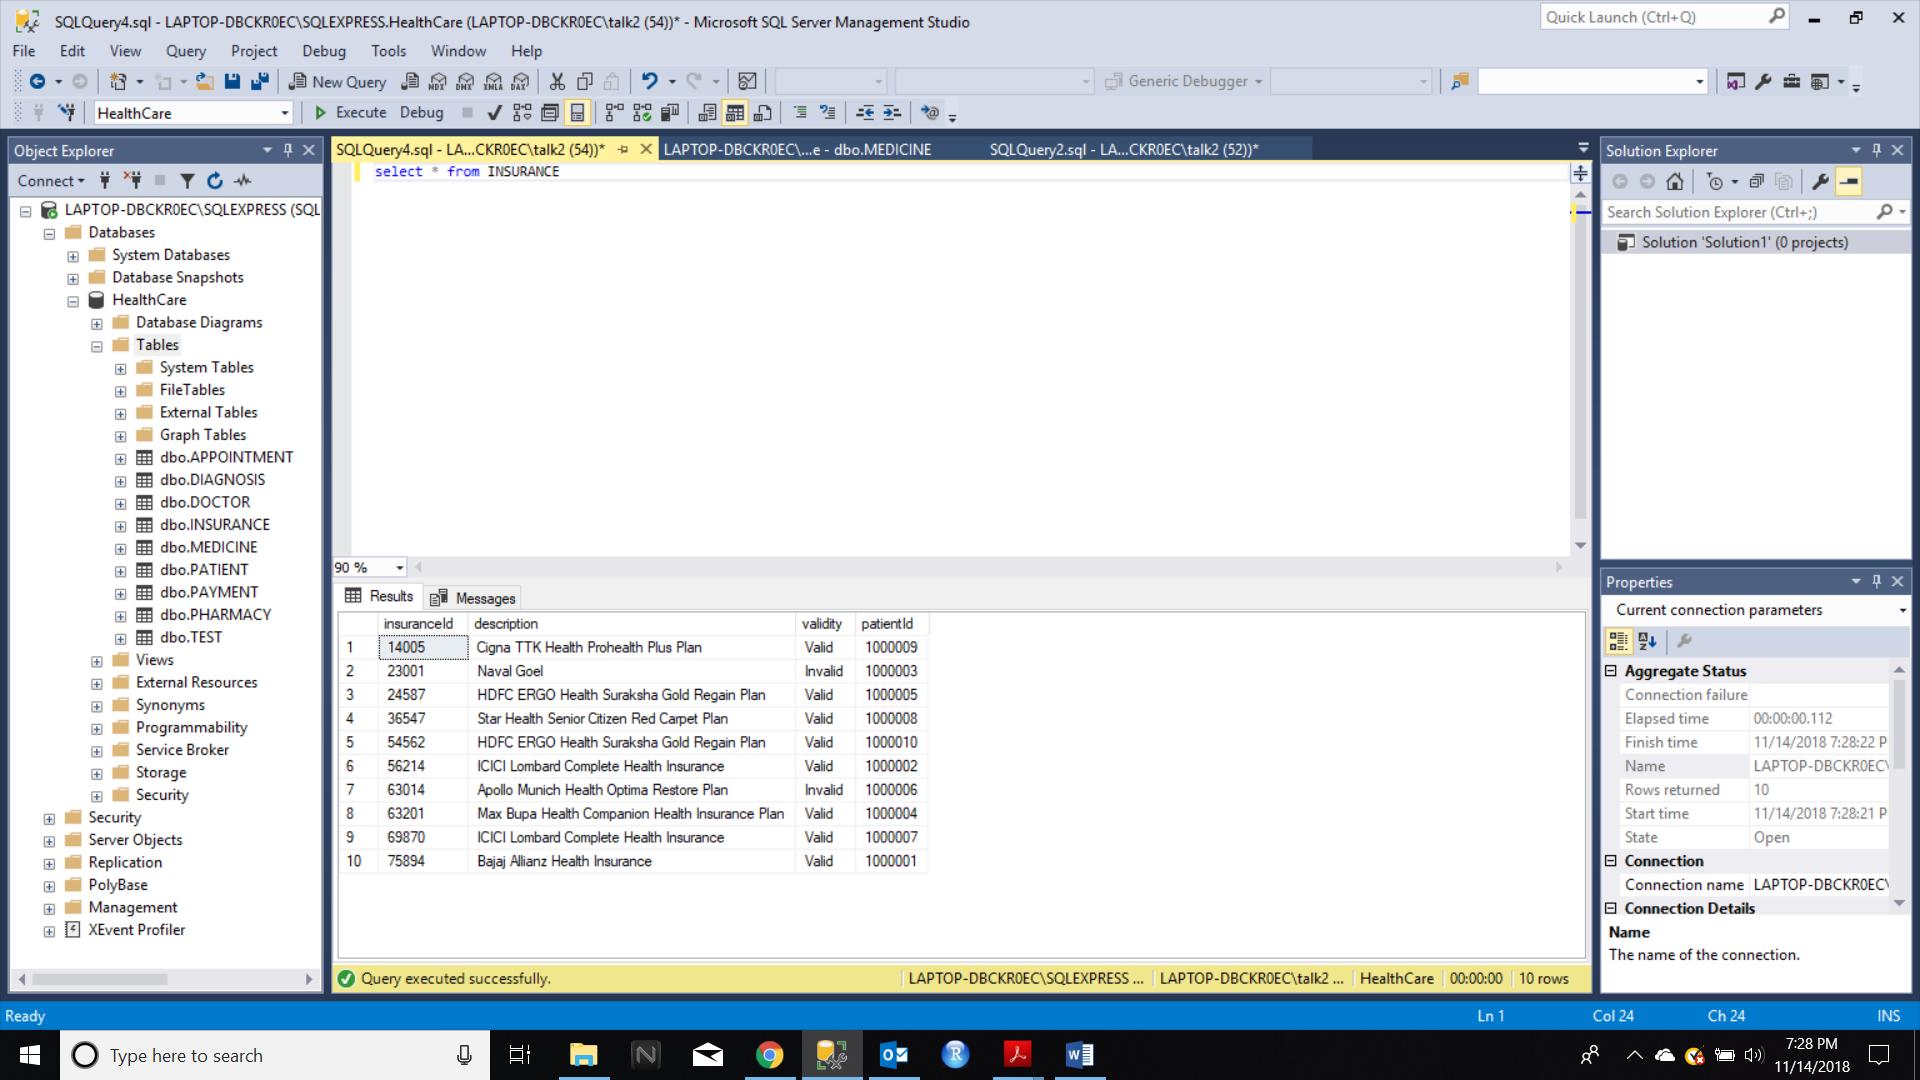 SQLQuery4.sql - LAPTOP-DBCKR0EC\SQLEXPRESS.HealthCare (LAPTOP-DBCKR0EC\talk2 (54))* - Microsoft SQL Server Management Studio
Quick Launch (Ctrl+Q)
File Edit View Query Project Debug Tools Window Help
New Query MDX DMX XMLA DAX Generic Debugger
HealthCare Execute Debug
Object Explorer
Connect
LAPTOP-DBCKR0EC\SQLEXPRESS (SQL
Databases
System Databases
Database Snapshots
HealthCare
Database Diagrams
Tables
System Tables
FileTables
External Tables
Graph Tables
dbo.APPOINTMENT
dbo.DIAGNOSIS
dbo.DOCTOR
dbo.INSURANCE
dbo.MEDICINE
dbo.PATIENT
dbo.PAYMENT
dbo.PHARMACY
dbo.TEST
Views
External Resources
Synonyms
Programmability
Service Broker
Storage
Security
Security
Server Objects
Replication
PolyBase
Management
XEvent Profiler
SQLQuery4.sql - LA...CKR0EC\talk2 (54))* LAPTOP-DBCKR0EC\...e - dbo.MEDICINE SQLQuery2.sql - LA...CKR0EC\talk2 (52))*
select * from INSURANCE
90 %
Results Messages
insuranceId description validity patientId
1 14005 Cigna TTK Health Prohealth Plus Plan Valid 1000009
2 23001 Naval Goel Invalid 1000003
3 24587 HDFC ERGO Health Suraksha Gold Regain Plan Valid 1000005
4 36547 Star Health Senior Citizen Red Carpet Plan Valid 1000008
5 54562 HDFC ERGO Health Suraksha Gold Regain Plan Valid 1000010
6 56214 ICICI Lombard Complete Health Insurance Valid 1000002
7 63014 Apollo Munich Health Optima Restore Plan Invalid 1000006
8 63201 Max Bupa Health Companion Health Insurance Plan Valid 1000004
9 69870 ICICI Lombard Complete Health Insurance Valid 1000007
10 75894 Bajaj Allianz Health Insurance Valid 1000001
Query executed successfully. LAPTOP-DBCKR0EC\SQLEXPRESS ... LAPTOP-DBCKR0EC\talk2 ... HealthCare 00:00:00 10 rows
Solution Explorer
Search Solution Explorer (Ctrl+;)
Solution 'Solution1' (0 projects)
Properties
Current connection parameters
Aggregate Status
Connection failure
Elapsed time 00:00:00.112
Finish time 11/14/2018 7:28:22 P
Name LAPTOP-DBCKR0EC\
Rows returned 10
Start time 11/14/2018 7:28:21 P
State Open
Connection
Connection name LAPTOP-DBCKR0EC\
Connection Details
Name
The name of the connection.
Ready Ln 1 Col 24 Ch 24 INS
Type here to search
7:28 PM
11/14/2018